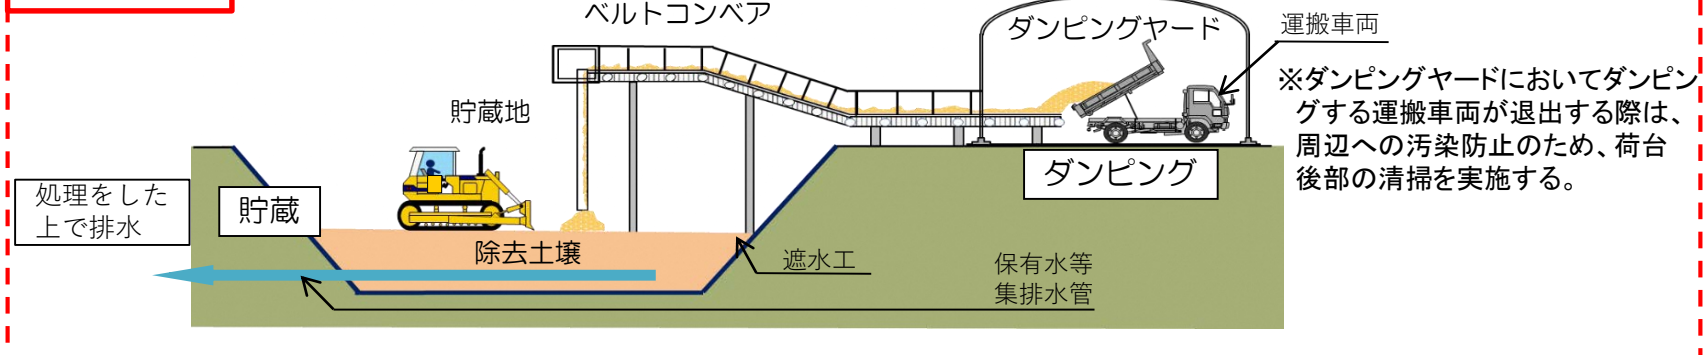 ベルトコンベア
ダンピングヤード
運搬車両
※ダンピングヤードにおいてダンピン
グする運搬車両が退出する際は、
周辺への汚染防止のため、荷台
後部の清掃を実施する。
貯蔵地
ダンピング
処理をした
上で排水
貯蔵
除去土壌
遮水工
保有水等
集排水管